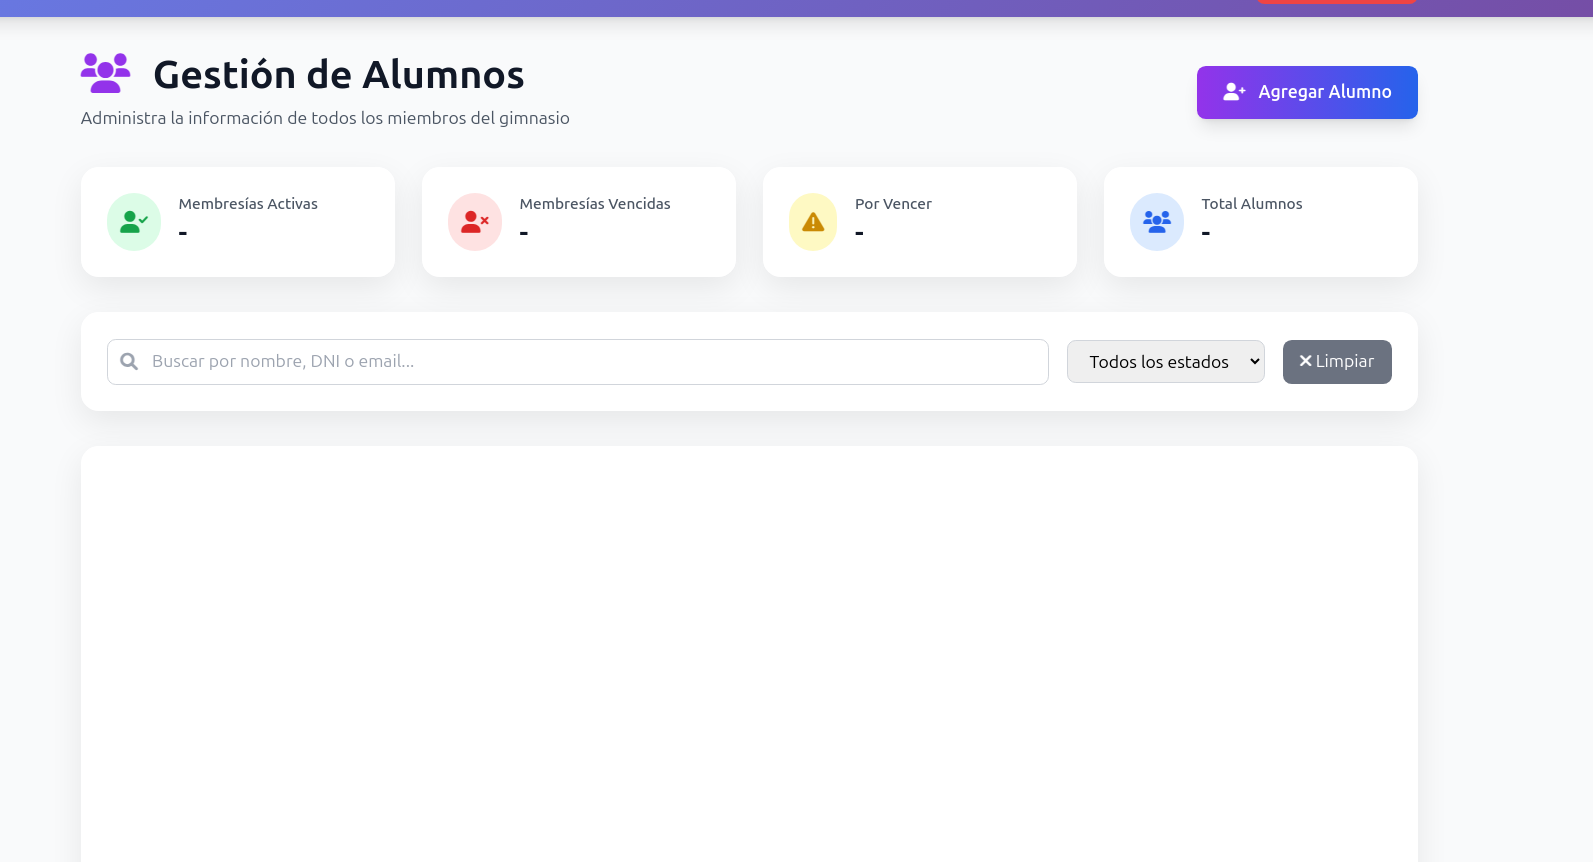 Gestión de Alumnos
Administra la información de todos los miembros del gimnasio
Agregar Alumno
Membresías Activas
-
Membresías Vencidas
-
Por Vencer
-
Total Alumnos
-
Buscar por nombre, DNI o email...
Todos los estados
Limpiar